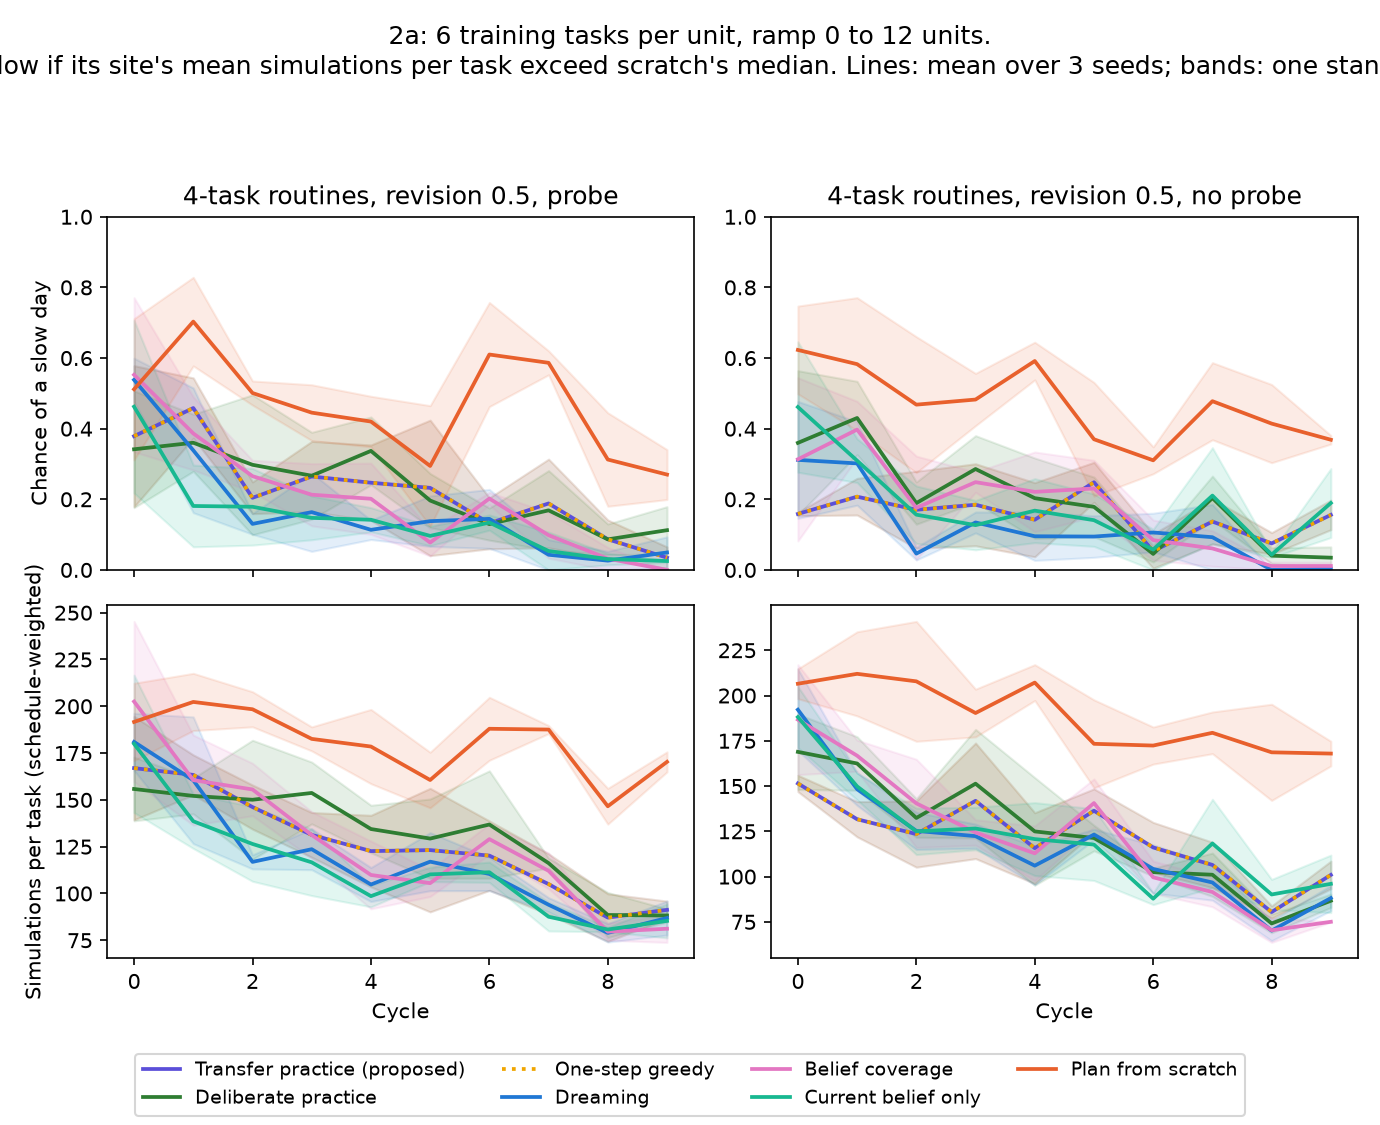 2a: 6 training tasks per unit, ramp 0 to 12 units.
low if its site's mean simulations per task exceed scratch's median. Lines: mean over 3 seeds; bands: one stan
4-task routines, revision 0.5, probe
4-task routines, revision 0.5, no probe
Chance of a slow day
1.0
0.8
0.6
0.4
0.2
0.0
1.0
0.8
0.6
0.4
0.2
0.0
Simulations per task (schedule-weighted)
250
225
200
175
150
125
100
75
225
200
175
150
125
100
75
0 2 4 6 8
0 2 4 6 8
Cycle
Cycle
Transfer practice (proposed) One-step greedy Belief coverage Plan from scratch
Deliberate practice Dreaming Current belief only